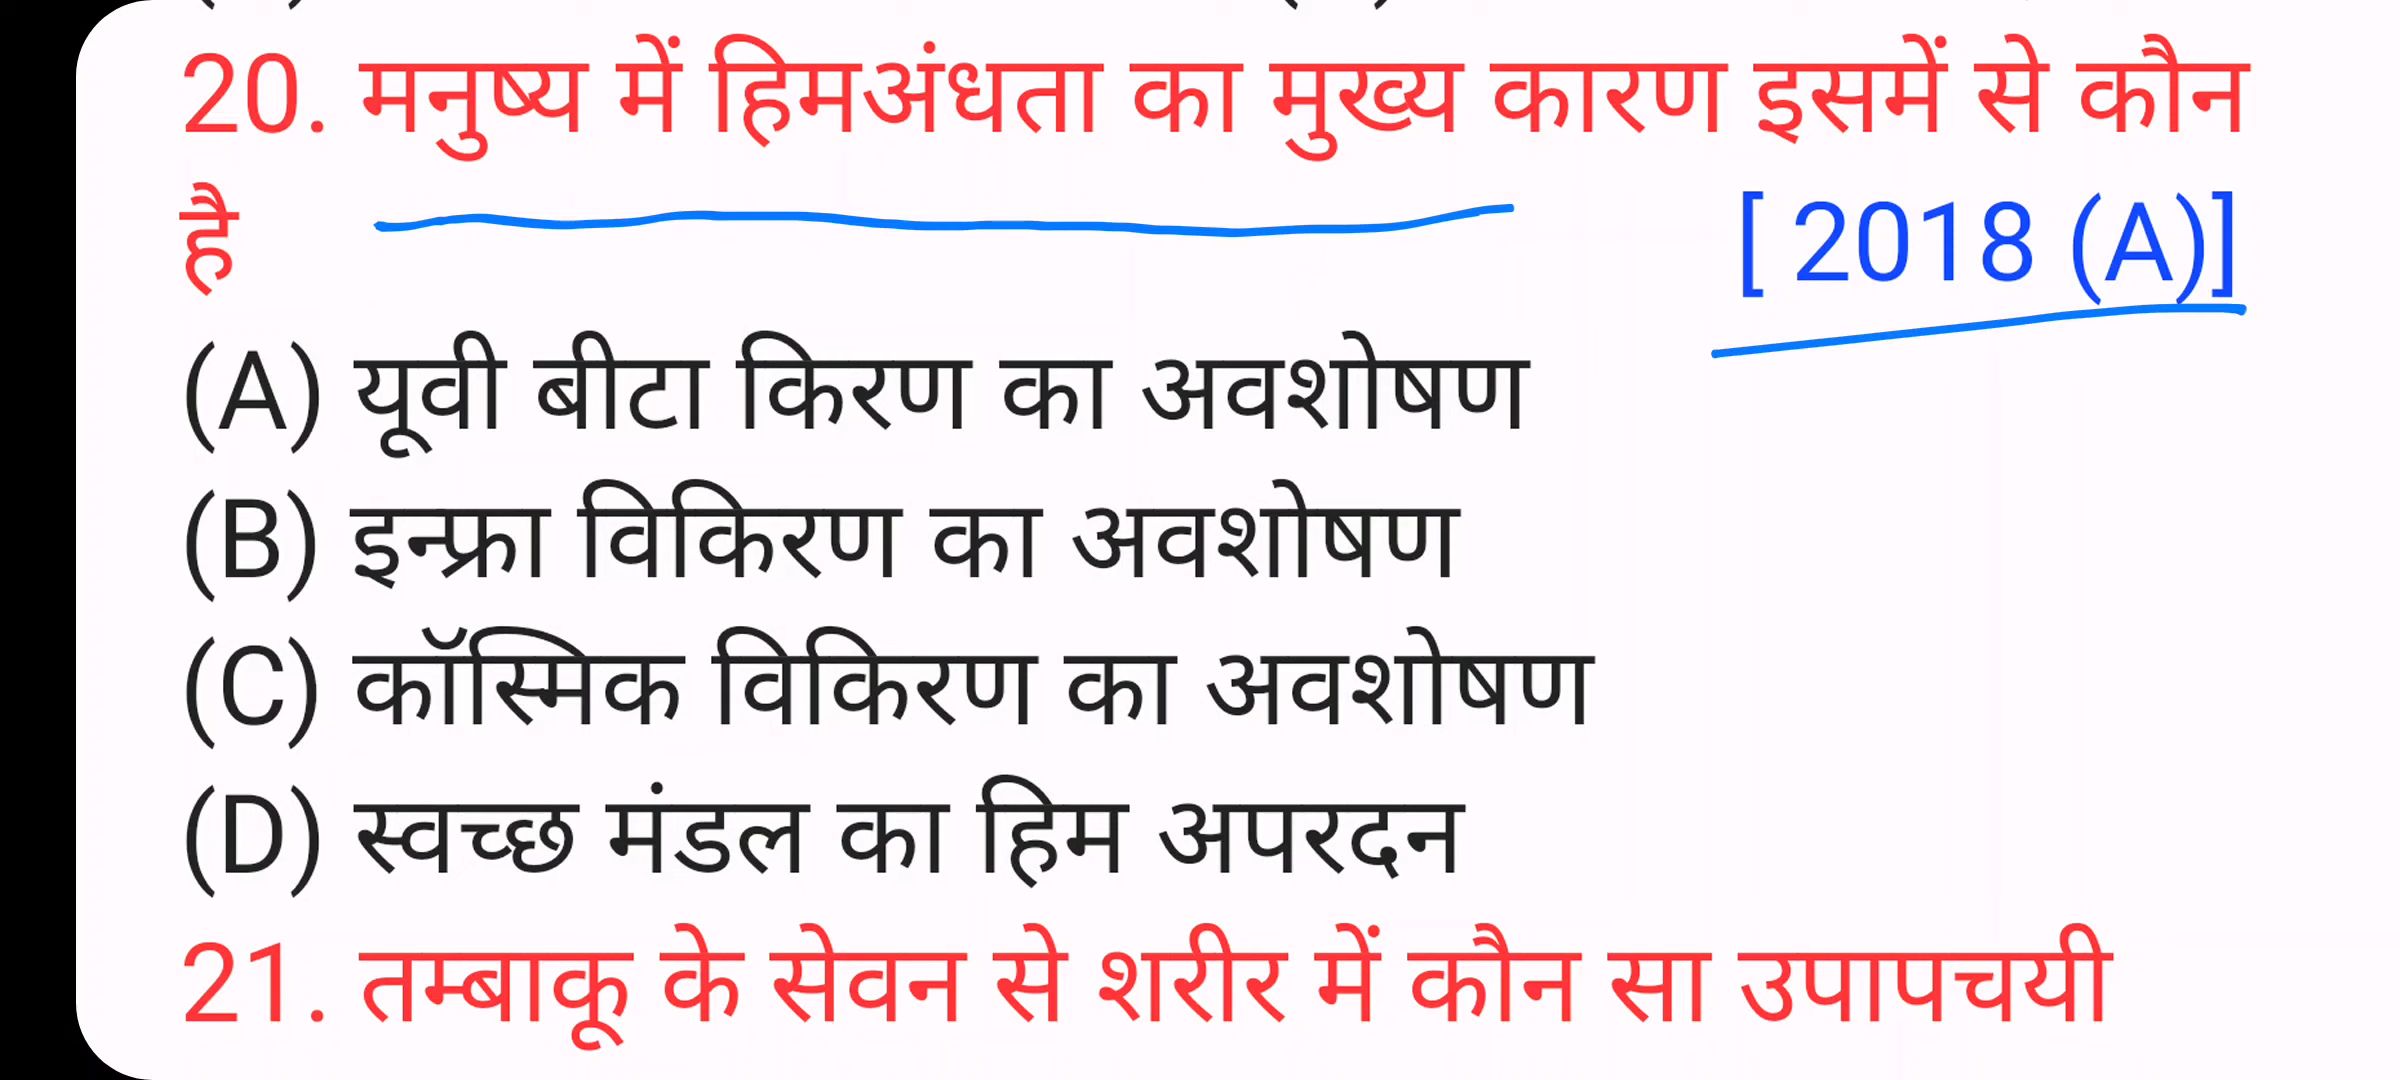 20. मनुष्य में हिमअंधता का मुख्य कारण इसमें से कौन
है [ 2018 (A)]
(A) यूवी बीटा किरण का अवशोषण
(B) इन्फ्रा विकिरण का अवशोषण
(C) कॉस्मिक विकिरण का अवशोषण
(D) स्वच्छ मंडल का हिम अपरदन
21. तम्बाकू के सेवन से शरीर में कौन सा उपापचयी